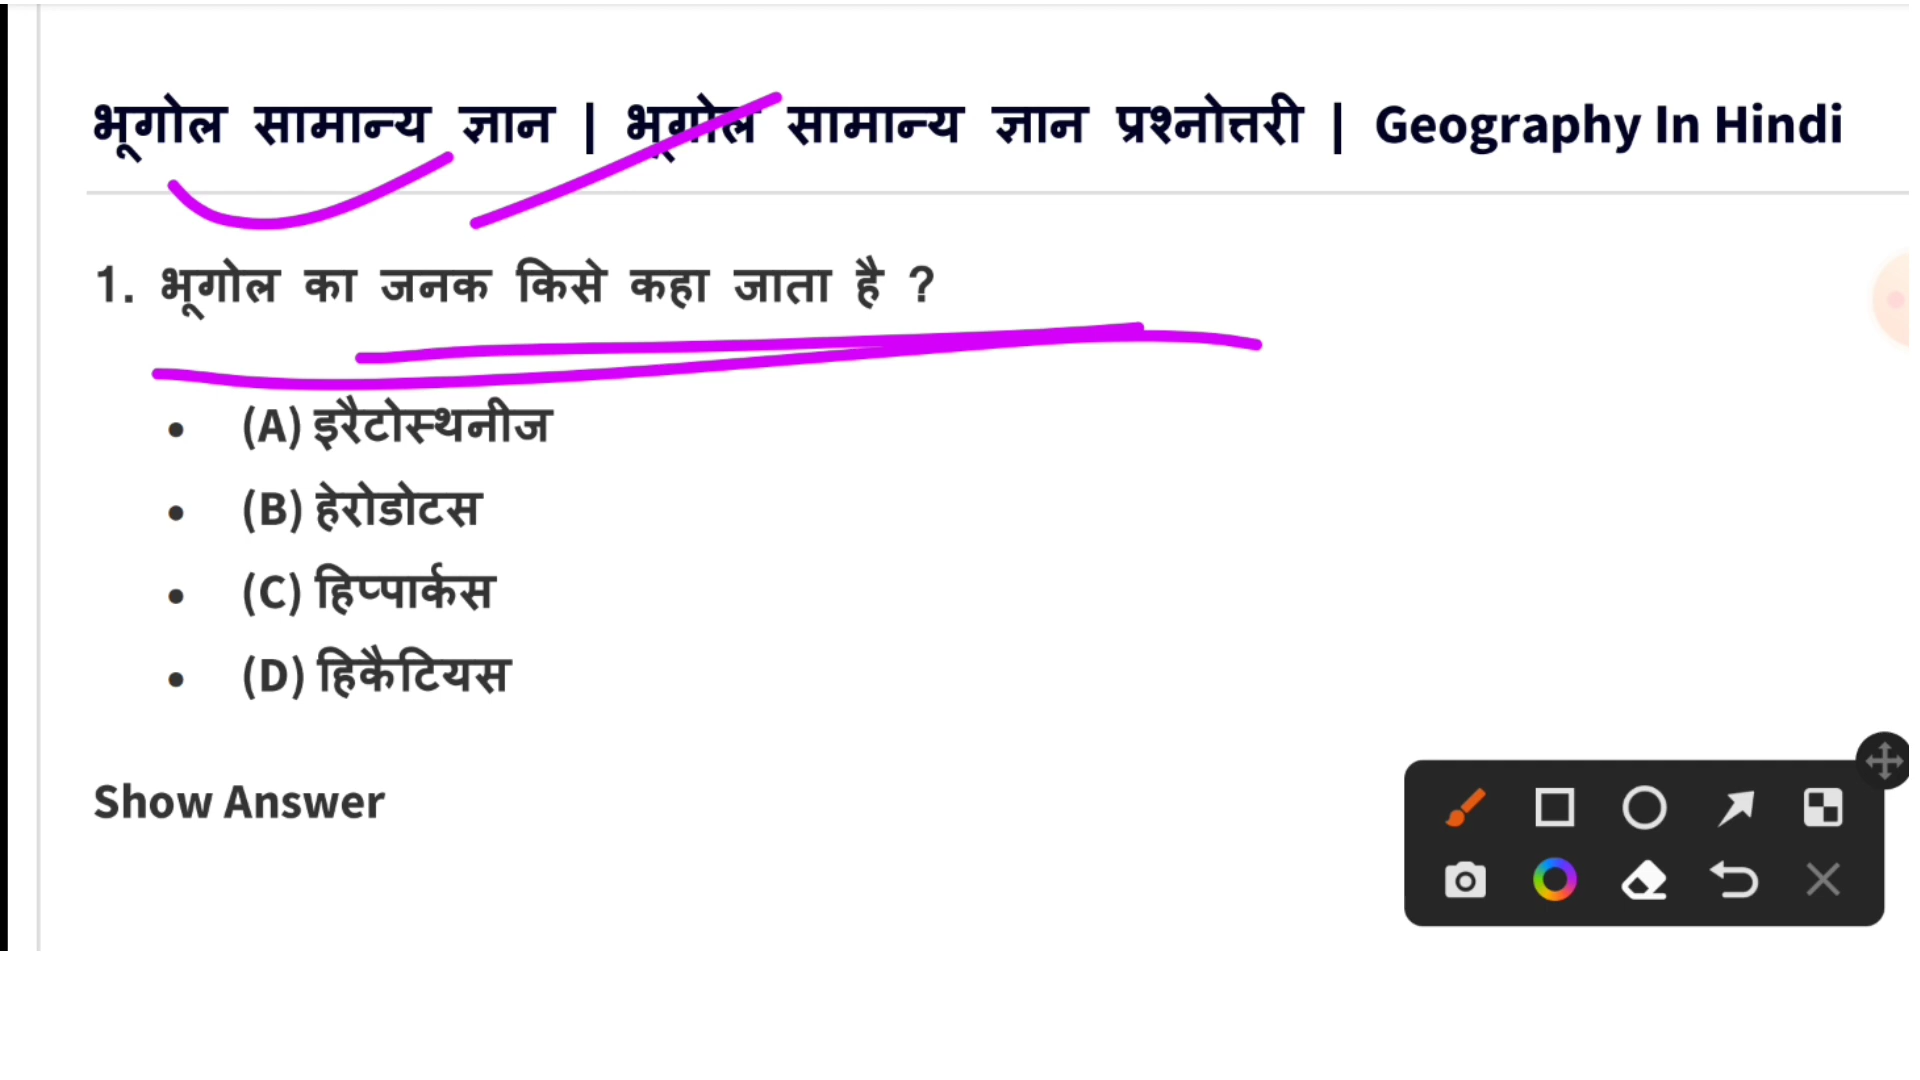 भूगोल सामान्य ज्ञान | भूगोल सामान्य ज्ञान प्रश्नोत्तरी | Geography In Hindi
1. भूगोल का जनक किसे कहा जाता है ?
• (A) इरैटोस्थनीज
• (B) हेरोडोटस
• (C) हिप्पार्कस
• (D) हिकैटियस
Show Answer